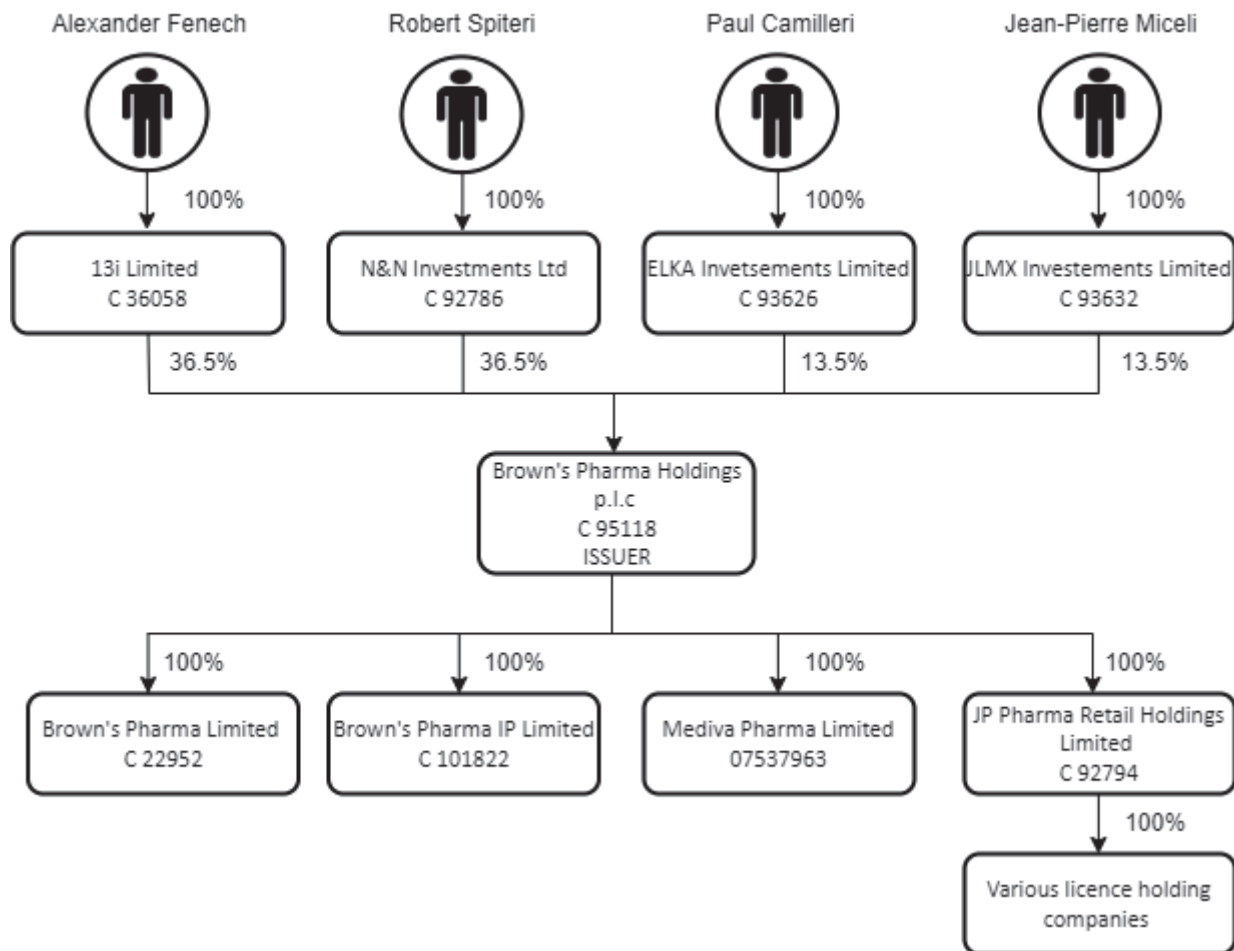 Alexander Fenech
Robert Spiteri
Paul Camilleri
Jean-Pierre Miceli
100%
100%
100%
100%
13i Limited
C 36058
N&N Investments Ltd
C 92786
ELKA Invetsements Limited
C 93626
JLMX Investements Limited
C 93632
36.5%
36.5%
13.5%
13.5%
Brown's Pharma Holdings
p.l.c
C 95118
ISSUER
100%
100%
100%
100%
Brown's Pharma Limited
C 22952
Brown's Pharma IP Limited
C 101822
Mediva Pharma Limited
07537963
JP Pharma Retail Holdings
Limited
C 92794
100%
Various licence holding
companies